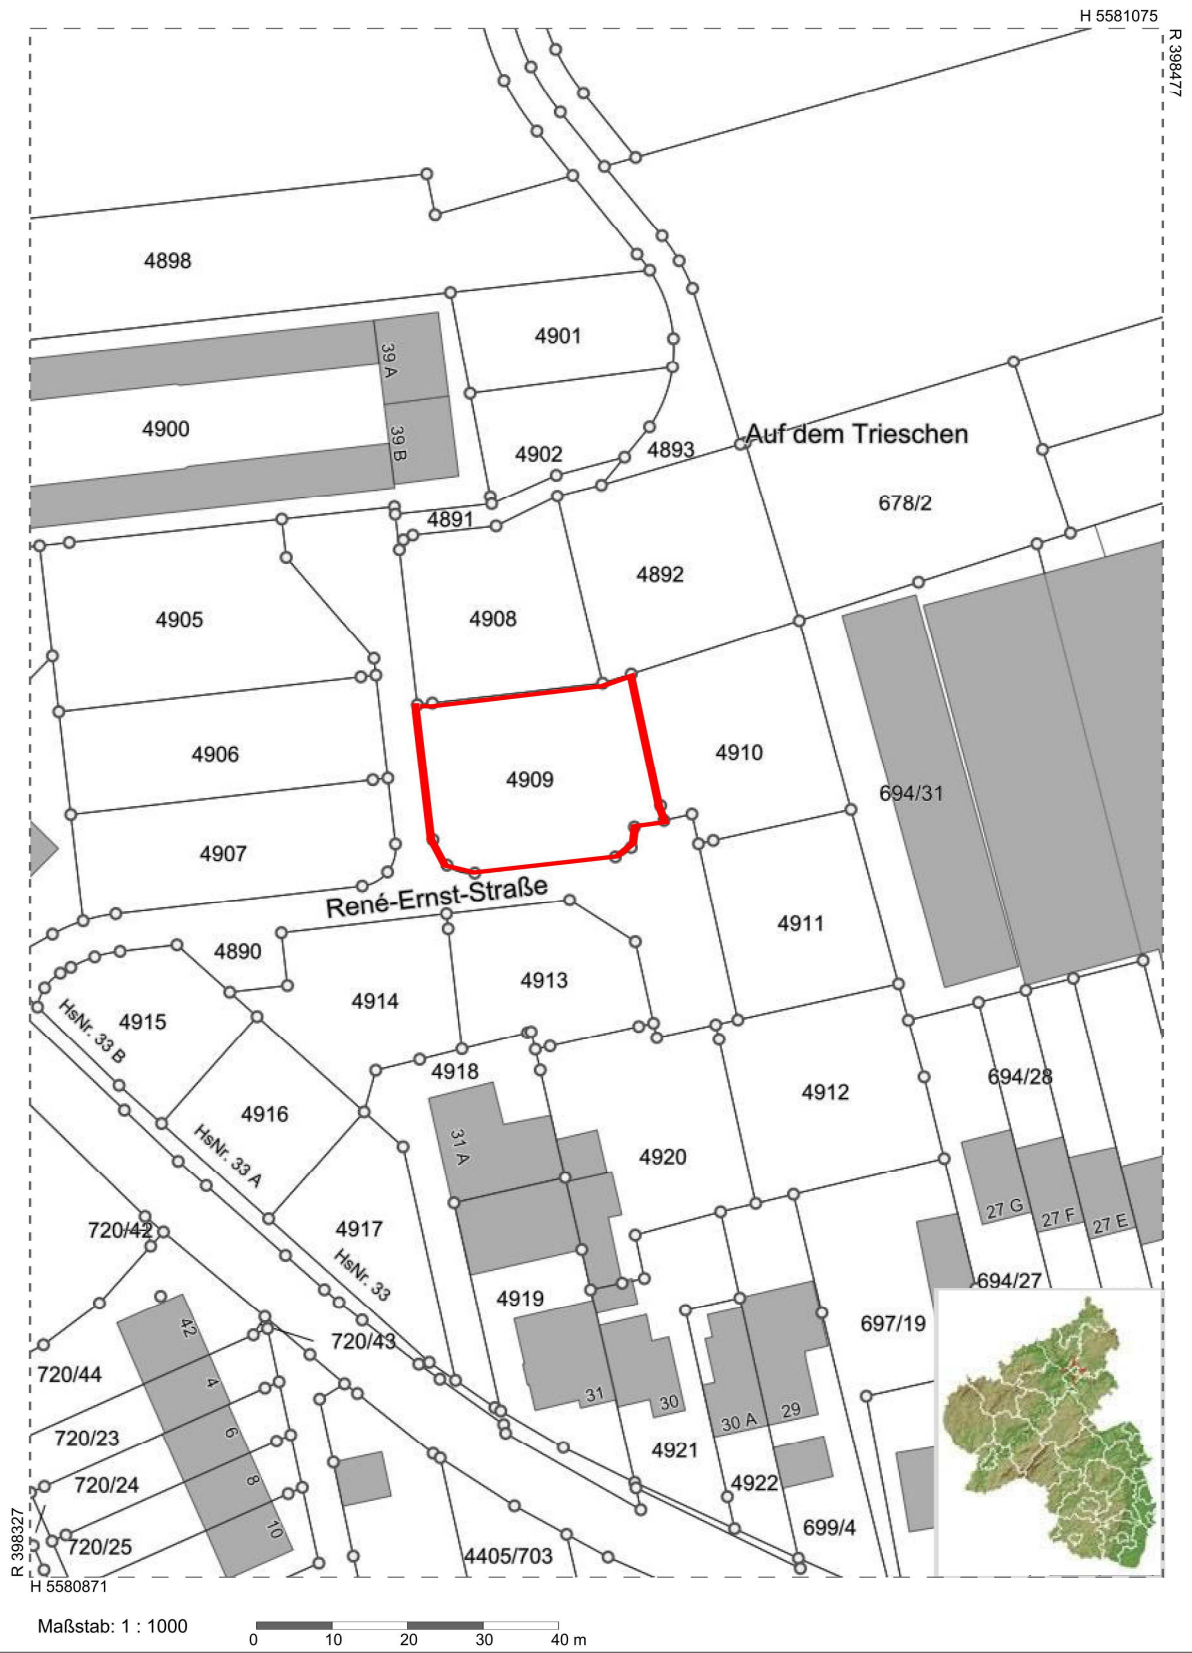 H 5581075
R 398477
4898
4901
39 A
4900
39 B
4902
4893
Auf dem Trieschen
678/2
4891
4892
4905
4908
4906
4910
4909
694/31
4907
René-Ernst-Straße
4911
4890
4913
4914
HsNr. 33 B
4915
4918
694/28
4912
4916
HsNr. 33 A
31 A
4920
27 G
27 F
27 E
720/42
4917
HsNr. 33
694/27
4919
42
720/43
697/19
720/44
4
31
30
30 A
29
720/23
6
4921
720/24
8
4922
10
699/4
720/25
4405/703
R 398327
H 5580871
Maßstab: 1 : 1000
0 10 20 30 40 m